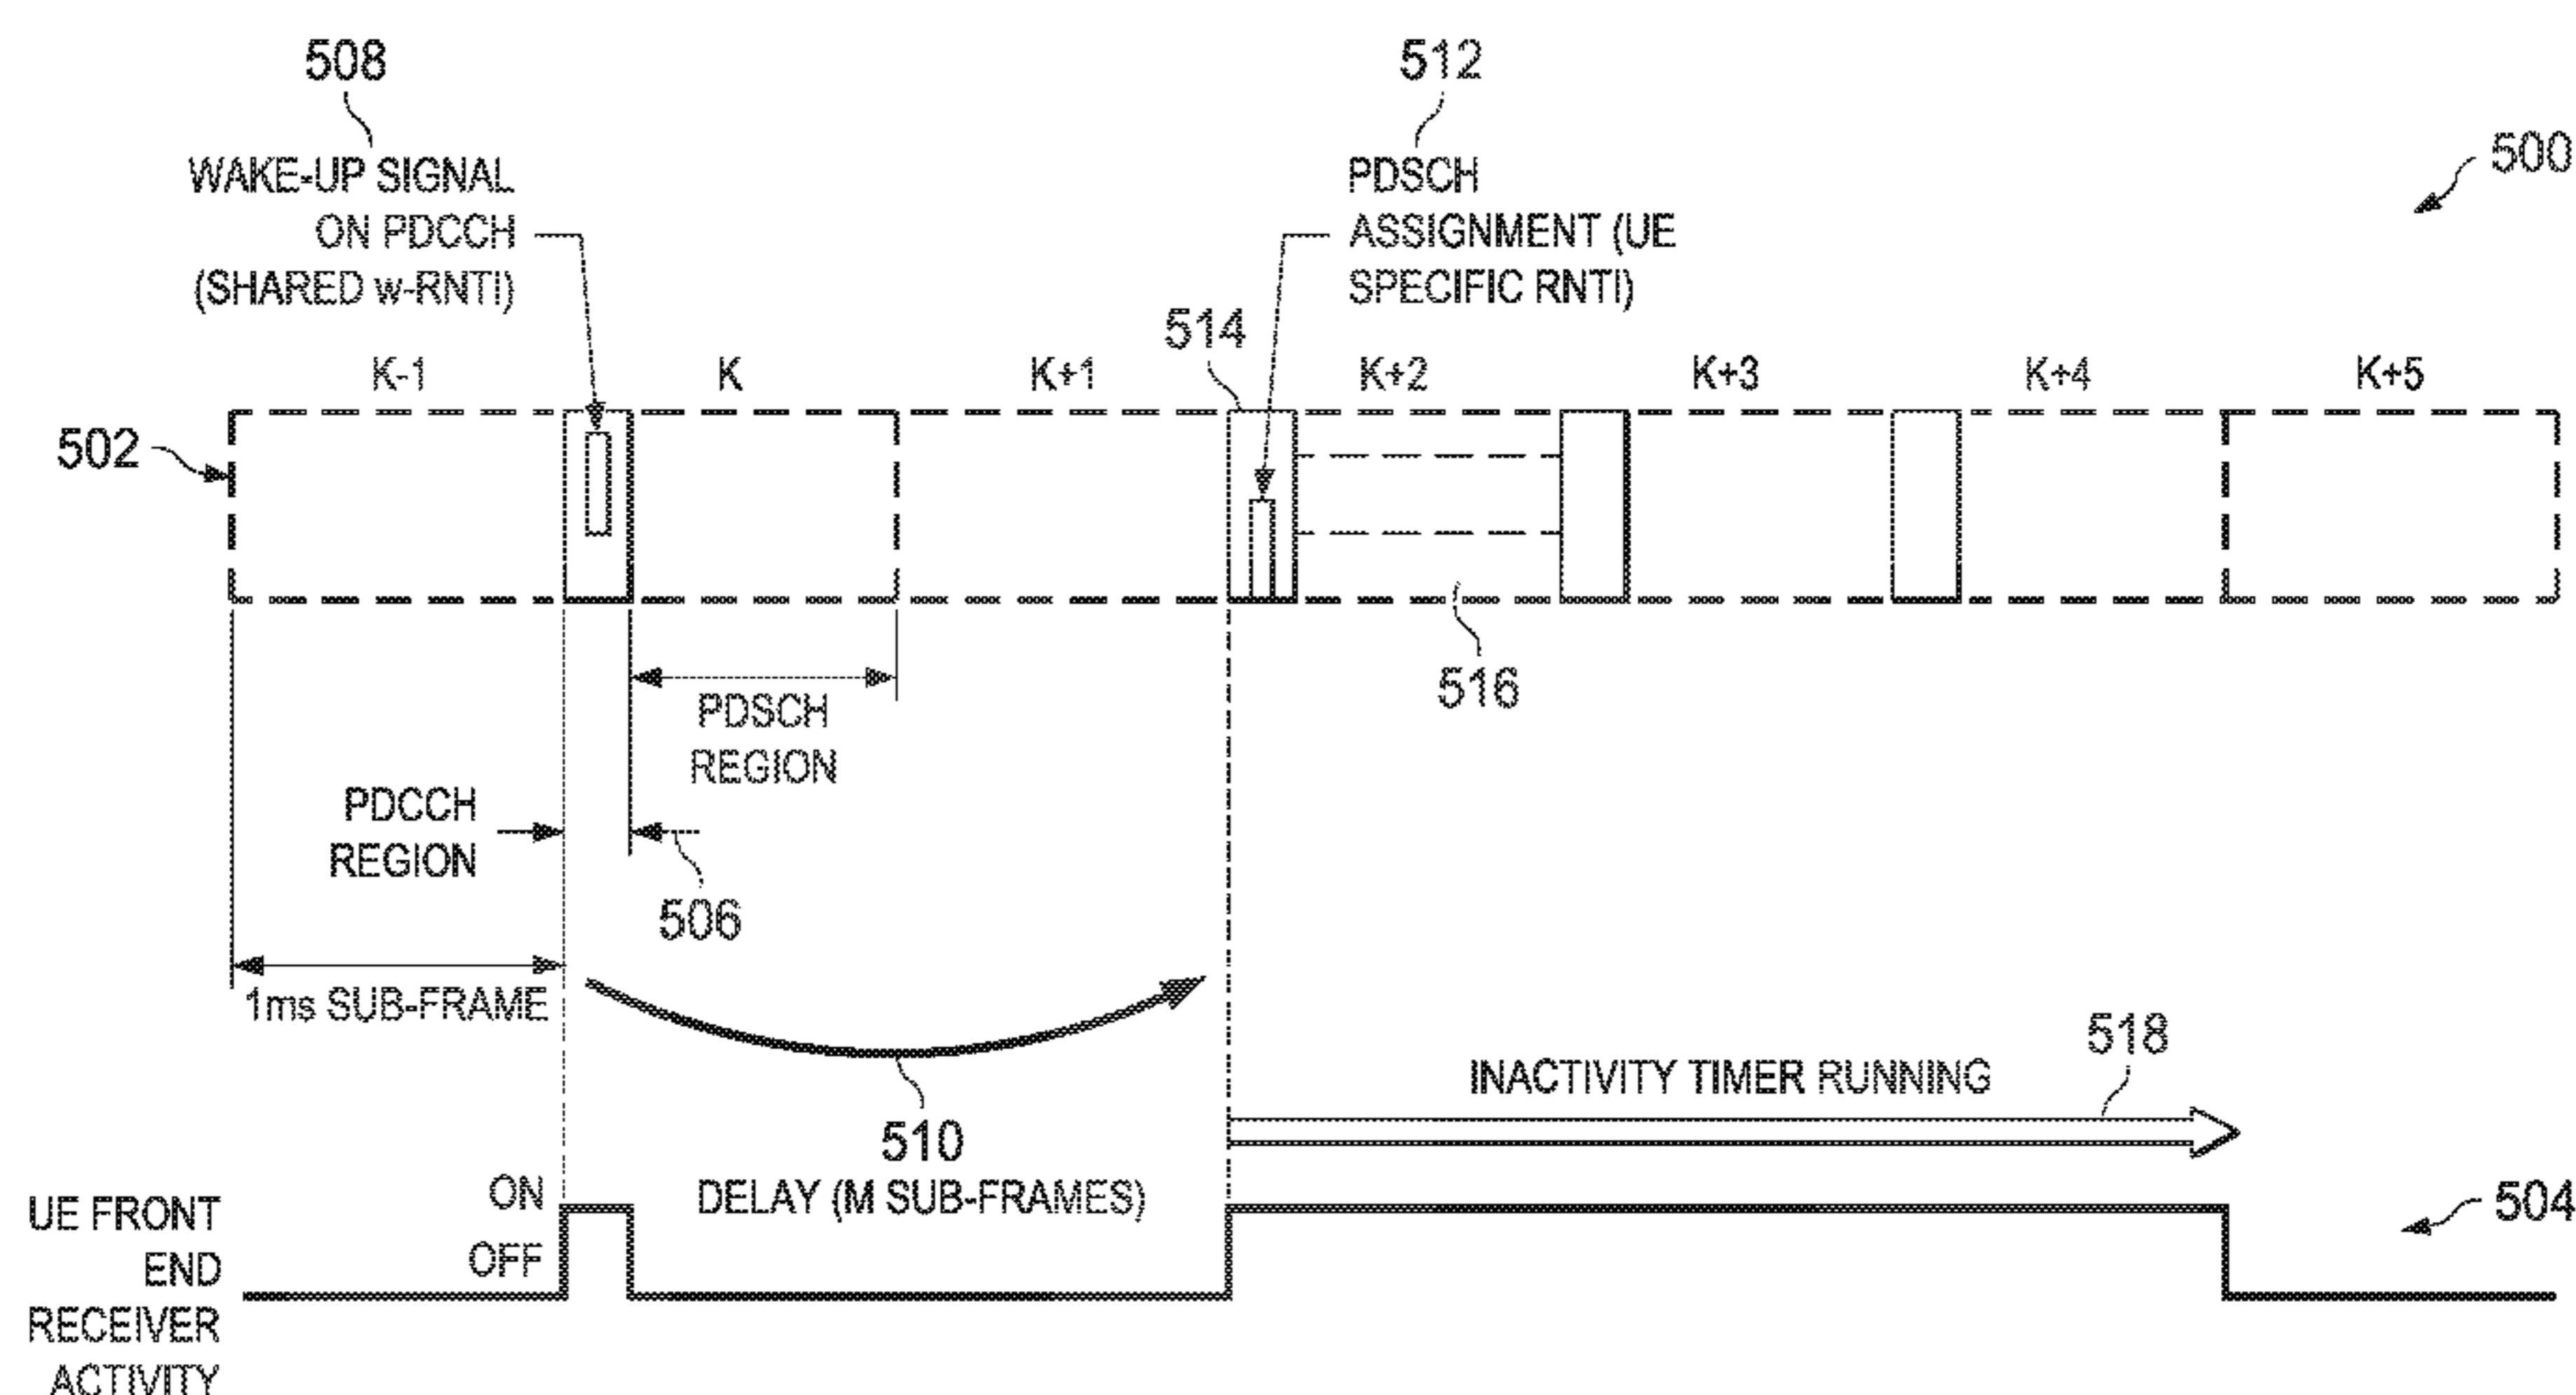 508
WAKE-UP SIGNAL
ON PDCCH
(SHARED w-RNTI)
512
PDSCH
ASSIGNMENT (UE
SPECIFIC RNTI)
500
514
K-1
K
K+1
K+2
K+3
K+4
K+5
502
516
PDSCH
REGION
PDCCH
REGION
506
1ms SUB-FRAME
510
DELAY (M SUB-FRAMES)
INACTIVITY TIMER RUNNING
518
504
ON
OFF
UE FRONT
END
RECEIVER
ACTIVITY